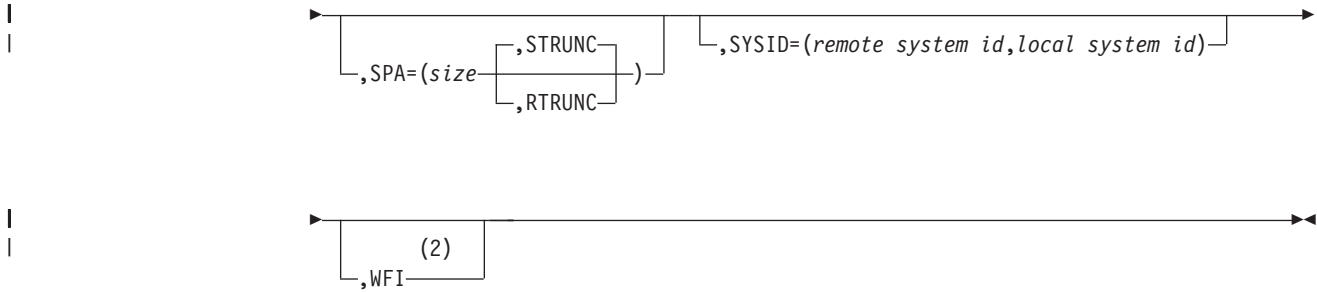 ,STRUNC
,SYSID=(remote system id,local system id)
,SPA=(size
)
,RTRUNC
(2)
,WFI